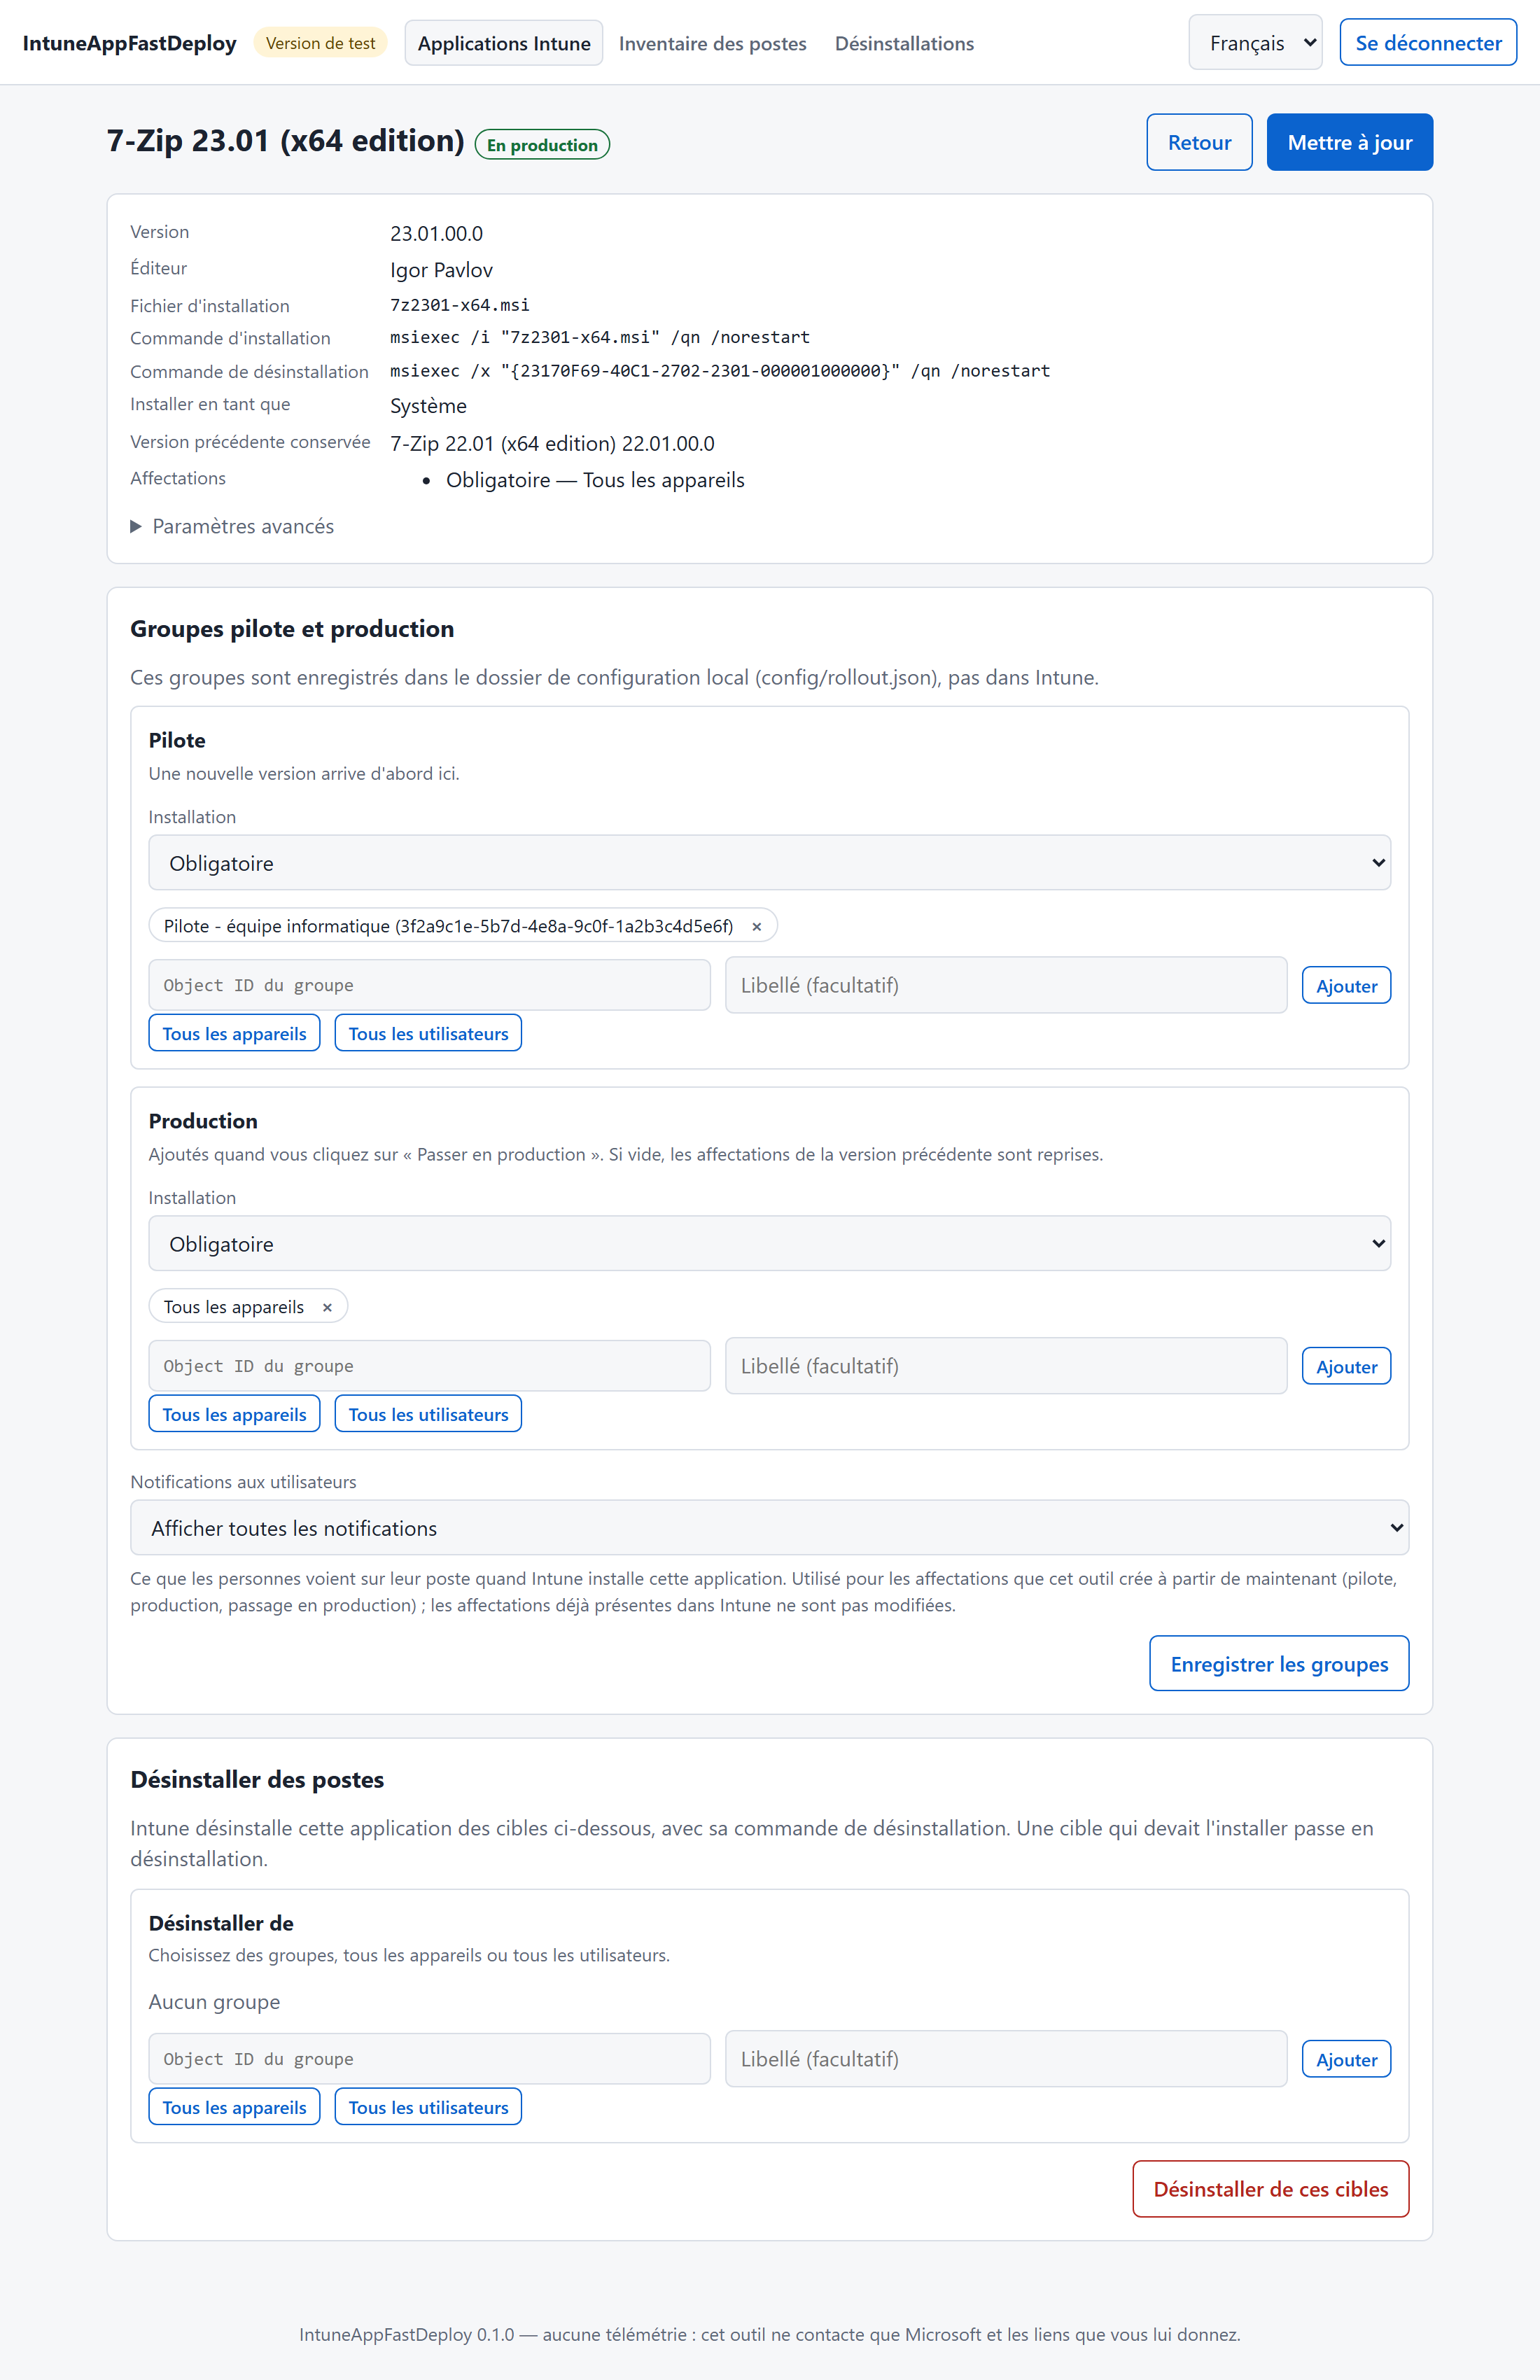 IntuneAppFastDeploy Version de test Applications Intune Inventaire des postes Désinstallations Français Se déconnecter
7-Zip 23.01 (x64 edition) En production Retour Mettre à jour
Version 23.01.00.0
Éditeur Igor Pavlov
Fichier d'installation 7z2301-x64.msi
Commande d'installation msiexec /i "7z2301-x64.msi" /qn /norestart
Commande de désinstallation msiexec /x "{23170F69-40C1-2702-2301-000001000000}" /qn /norestart
Installer en tant que Système
Version précédente conservée 7-Zip 22.01 (x64 edition) 22.01.00.0
Affectations • Obligatoire — Tous les appareils
▶ Paramètres avancés
Groupes pilote et production
Ces groupes sont enregistrés dans le dossier de configuration local (config/rollout.json), pas dans Intune.
Pilote
Une nouvelle version arrive d'abord ici.
Installation
Obligatoire
Pilote - équipe informatique (3f2a9c1e-5b7d-4e8a-9c0f-1a2b3c4d5e6f) ×
Object ID du groupe Libellé (facultatif) Ajouter
Tous les appareils Tous les utilisateurs
Production
Ajoutés quand vous cliquez sur « Passer en production ». Si vide, les affectations de la version précédente sont reprises.
Installation
Obligatoire
Tous les appareils ×
Object ID du groupe Libellé (facultatif) Ajouter
Tous les appareils Tous les utilisateurs
Notifications aux utilisateurs
Afficher toutes les notifications
Ce que les personnes voient sur leur poste quand Intune installe cette application. Utilisé pour les affectations que cet outil crée à partir de maintenant (pilote,
production, passage en production) ; les affectations déjà présentes dans Intune ne sont pas modifiées.
Enregistrer les groupes
Désinstaller des postes
Intune désinstalle cette application des cibles ci-dessous, avec sa commande de désinstallation. Une cible qui devait l'installer passe en
désinstallation.
Désinstaller de
Choisissez des groupes, tous les appareils ou tous les utilisateurs.
Aucun groupe
Object ID du groupe Libellé (facultatif) Ajouter
Tous les appareils Tous les utilisateurs
Désinstaller de ces cibles
IntuneAppFastDeploy 0.1.0 — aucune télémétrie : cet outil ne contacte que Microsoft et les liens que vous lui donnez.